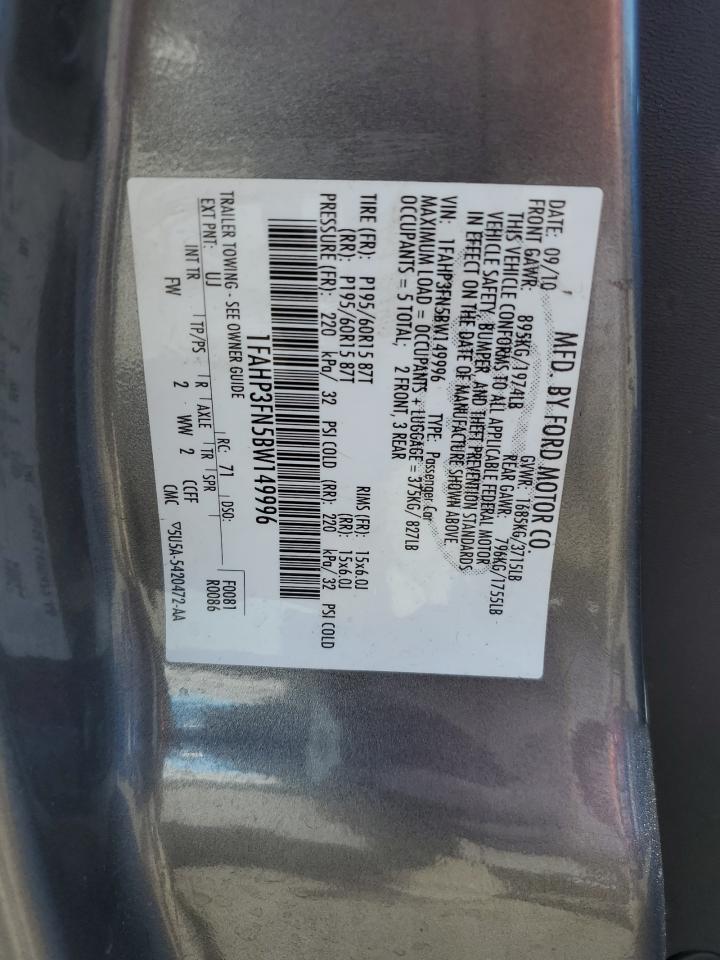 MFD. BY FORD MOTOR CO.
DATE: 09/10 GVWR: 1685KG/3715LB
FRONT GAWR: 895KG/1974LB REAR GAWR: 796KG/1755LB
THIS VEHICLE CONFORMS TO ALL APPLICABLE FEDERAL MOTOR
VEHICLE SAFETY, BUMPER, AND THEFT PREVENTION STANDARDS
IN EFFECT ON THE DATE OF MANUFACTURE SHOWN ABOVE.
VIN: 1FAHP3FN5BW149996 TYPE: Passenger Car
MAXIMUM LOAD = OCCUPANTS + LUGGAGE = 375KG/827LB
OCCUPANTS = 5 TOTAL; 2 FRONT, 3 REAR
TIRE (FR): P195/60R15 87T RIMS (FR): 15x6.0J
(RR): P195/60R15 87T (RR): 15x6.0J
PRESSURE (FR): 220 kPa/ 32 PSI COLD (RR): 220 kPa/32 PSI COLD
1FAHP3FN5BW149996
TRAILER TOWING - SEE OWNER GUIDE F0081
EXT PNT: UJ RC: 71 DSO: R0086
INT TR TP/PS R AXLE TR SPR
FW 2 WW 2 CCFF
CMC ▽5U5A-5420472-AA